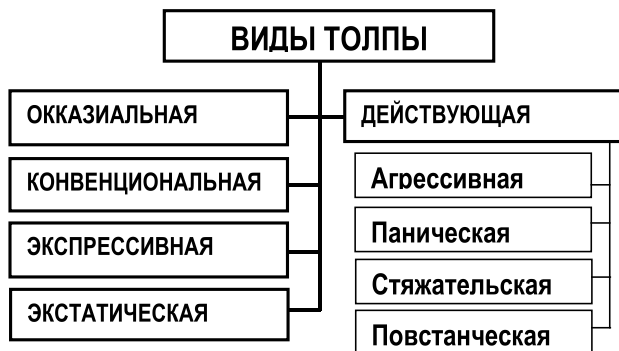 ВИДЫ ТОЛПЫ
ОККАЗИАЛЬНАЯ
КОНВЕНЦИОНАЛЬНАЯ
ЭКСПРЕССИВНАЯ
ЭКСТАТИЧЕСКАЯ
ДЕЙСТВУЮЩАЯ
Агрессивная
Паническая
Стяжательская
Повстанческая